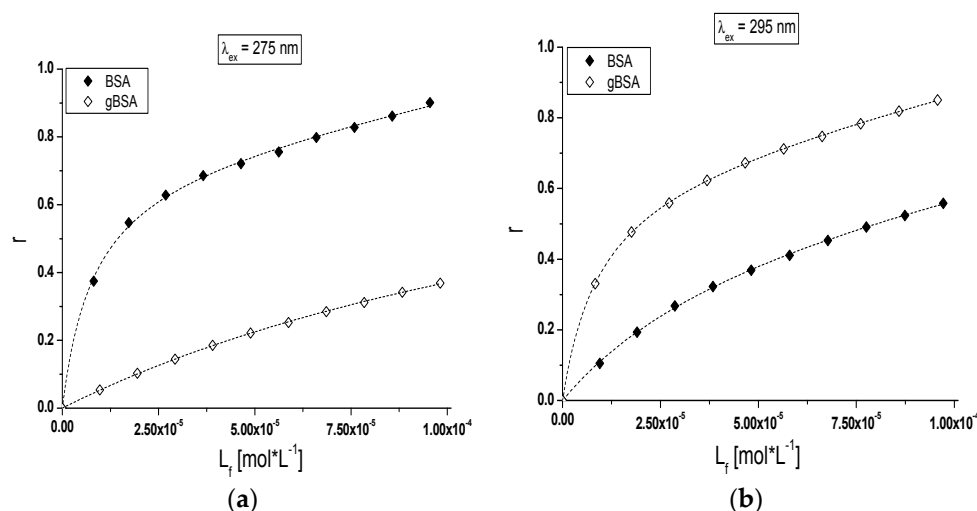 λex = 275 nm
BSA
gBSA
1.0
0.8
0.6
0.4
0.2
0.0
r
0.00 2.50x10-5 5.00x10-5 7.50x10-5 1.00x10-4
Lf [mol*L-1]
(a)
λex = 295 nm
BSA
gBSA
1.0
0.8
0.6
0.4
0.2
0.0
r
0.00 2.50x10-5 5.00x10-5 7.50x10-5 1.00x10-4
Lf [mol*L-1]
(b)